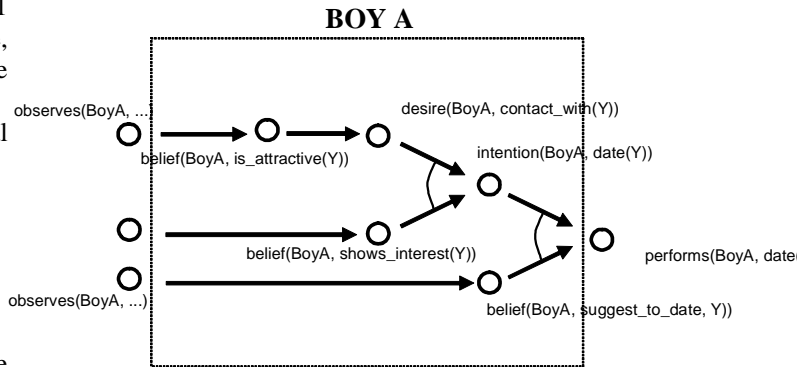 BOY A
observes(BoyA, ...)
desire(BoyA, contact_with(Y))
belief(BoyA, is_attractive(Y))
intention(BoyA, date(Y))
belief(BoyA, shows_interest(Y))
performs(BoyA, date(
observes(BoyA, ...)
belief(BoyA, suggest_to_date, Y))